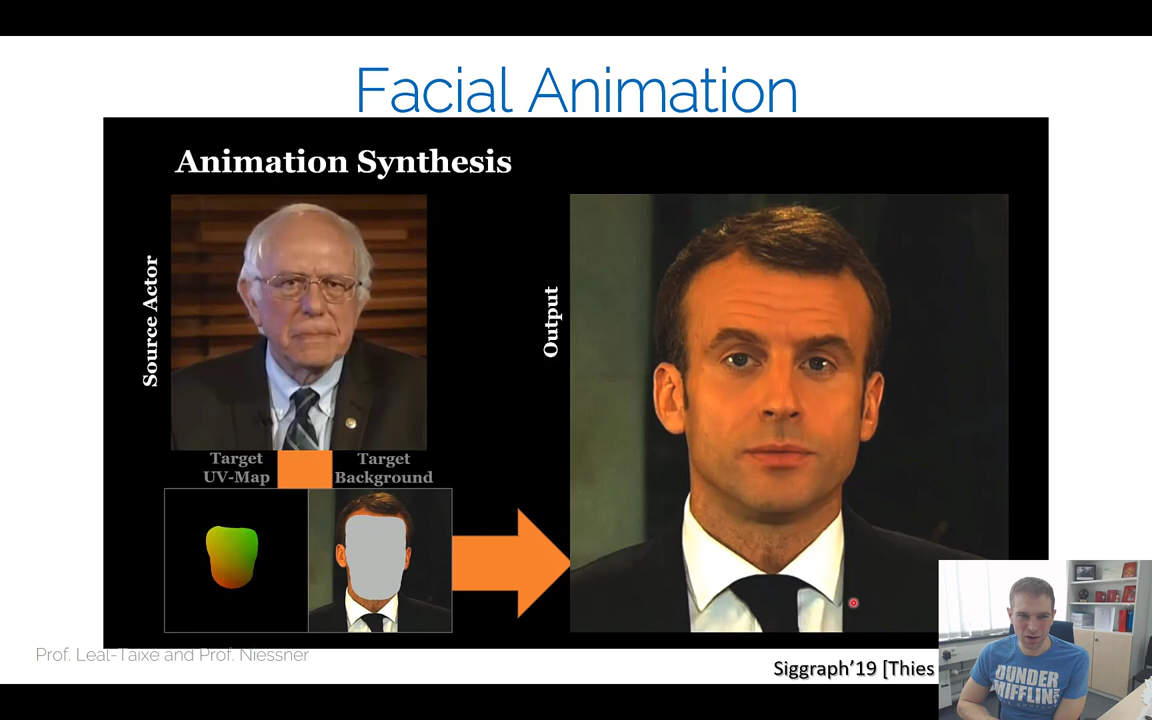 Facial Animation
Animation Synthesis
Source Actor
Output
Target
UV-Map
Target
Background
Prof. Leal-Taixe and Prof. Niessner
Siggraph'19 [Thies
DUNDER
MIFFLIN